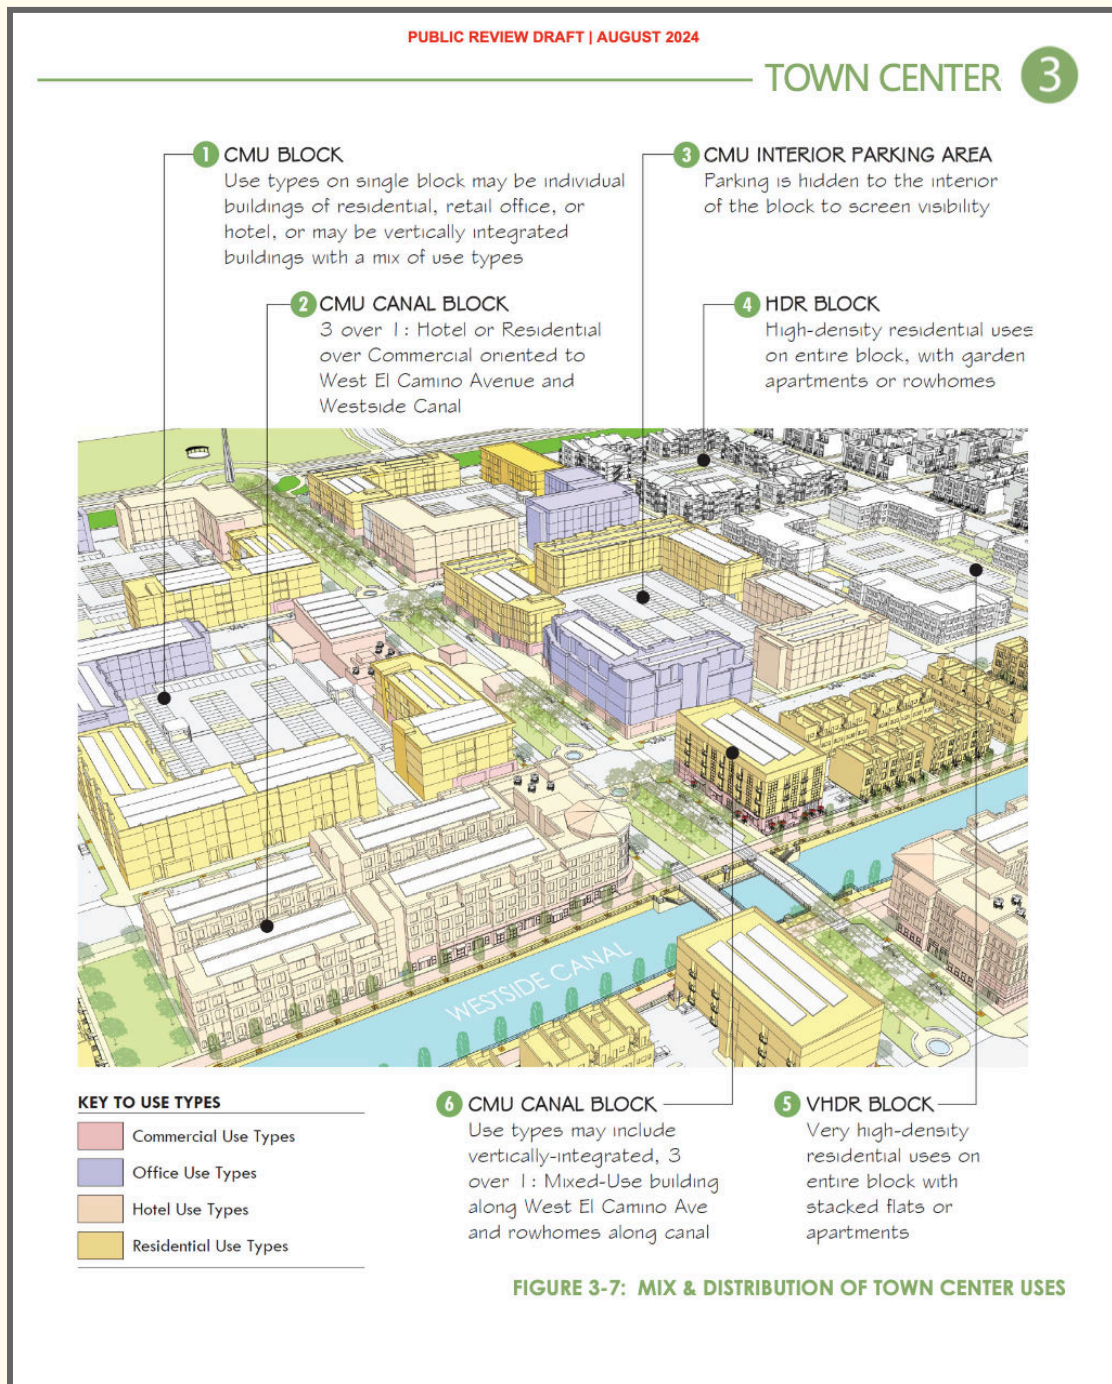 PUBLIC REVIEW DRAFT | AUGUST 2024
TOWN CENTER 3
1 CMU BLOCK
Use types on single block may be individual
buildings of residential, retail office, or
hotel, or may be vertically integrated
buildings with a mix of use types
3 CMU INTERIOR PARKING AREA
Parking is hidden to the interior
of the block to screen visibility
2 CMU CANAL BLOCK
3 over 1: Hotel or Residential
over Commercial oriented to
West El Camino Avenue and
Westside Canal
4 HDR BLOCK
High-density residential uses
on entire block, with garden
apartments or rowhomes
WESTSIDE CANAL
KEY TO USE TYPES
Commercial Use Types
Office Use Types
Hotel Use Types
Residential Use Types
6 CMU CANAL BLOCK
Use types may include
vertically-integrated, 3
over 1: Mixed-Use building
along West El Camino Ave
and rowhomes along canal
5 VHDR BLOCK
Very high-density
residential uses on
entire block with
stacked flats or
apartments
FIGURE 3-7: MIX & DISTRIBUTION OF TOWN CENTER USES